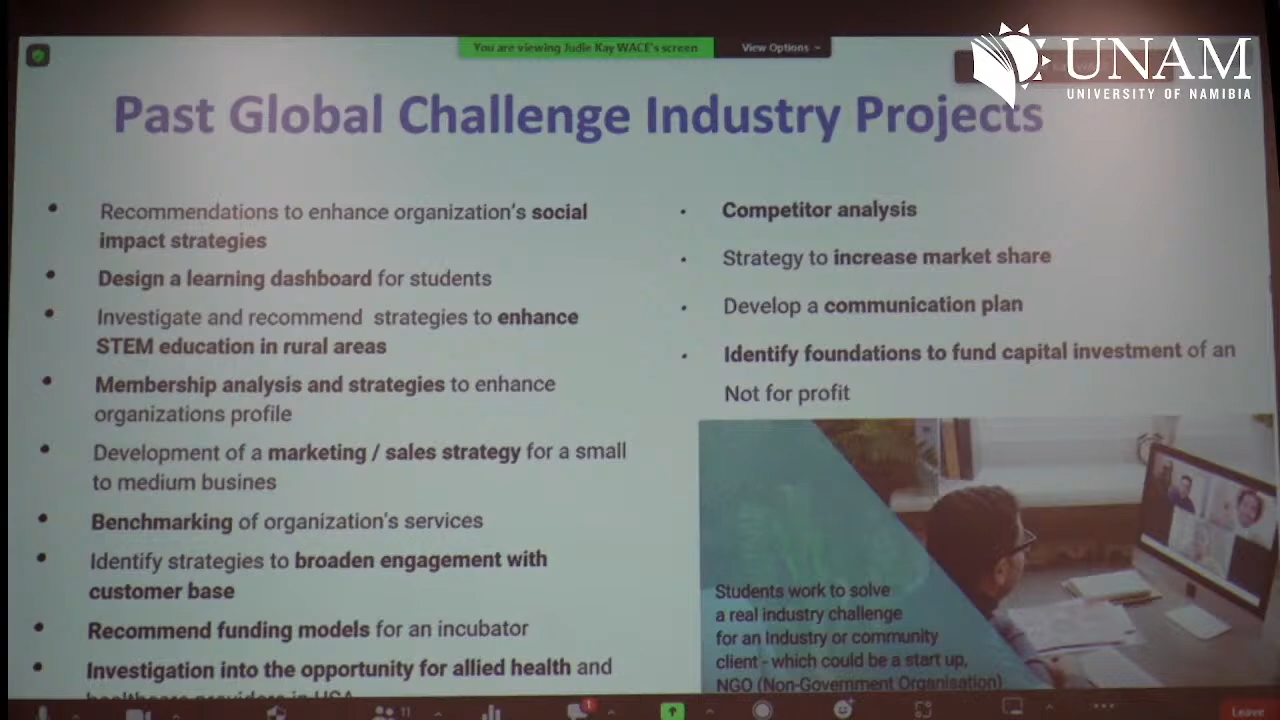 You are viewing Judie Kay WACE's screen
View Options
UNAM
UNIVERSITY OF NAMIBIA
Past Global Challenge Industry Projects
Recommendations to enhance organization's social
impact strategies
Design a learning dashboard for students
Investigate and recommend strategies to enhance
STEM education in rural areas
Membership analysis and strategies to enhance
organizations profile
Development of a marketing / sales strategy for a small
to medium busines
Benchmarking of organization's services
Identify strategies to broaden engagement with
customer base
Recommend funding models for an incubator
Investigation into the opportunity for allied health and
Competitor analysis
Strategy to increase market share
Develop a communication plan
Identify foundations to fund capital investment of an
Not for profit
Students work to solve
a real industry challenge
for an Industry or community
client - which could be a start up,
NGO (Non-Government Organisation)
11
1
Leave